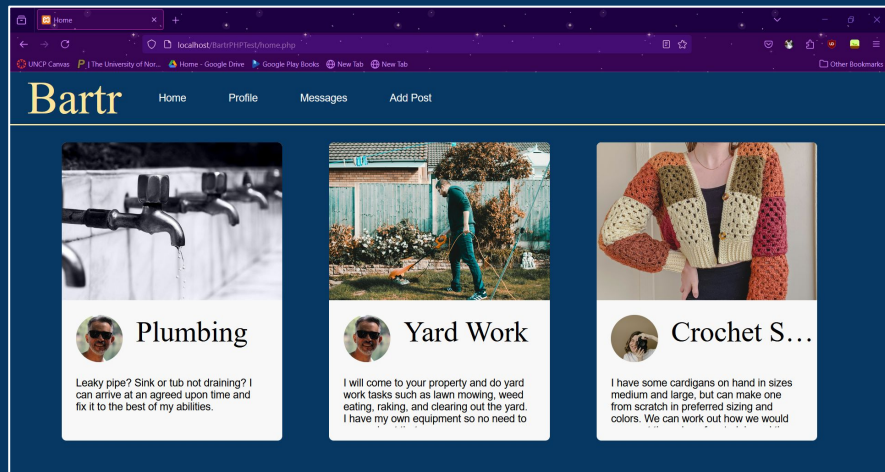 Home
localhost/BartrPHPTest/home.php
UNCP Canvas
P | The University of Nor...
Home - Google Drive
Google Play Books
New Tab
New Tab
Other Bookmarks
Bartr
Home
Profile
Messages
Add Post
Plumbing
Leaky pipe? Sink or tub not draining? I
can arrive at an agreed upon time and
fix it to the best of my abilities.
Yard Work
I will come to your property and do yard
work tasks such as lawn mowing, weed
eating, raking, and clearing out the yard.
I have my own equipment so no need to
Crochet S...
I have some cardigans on hand in sizes
medium and large, but can make one
from scratch in preferred sizing and
colors. We can work out how we would